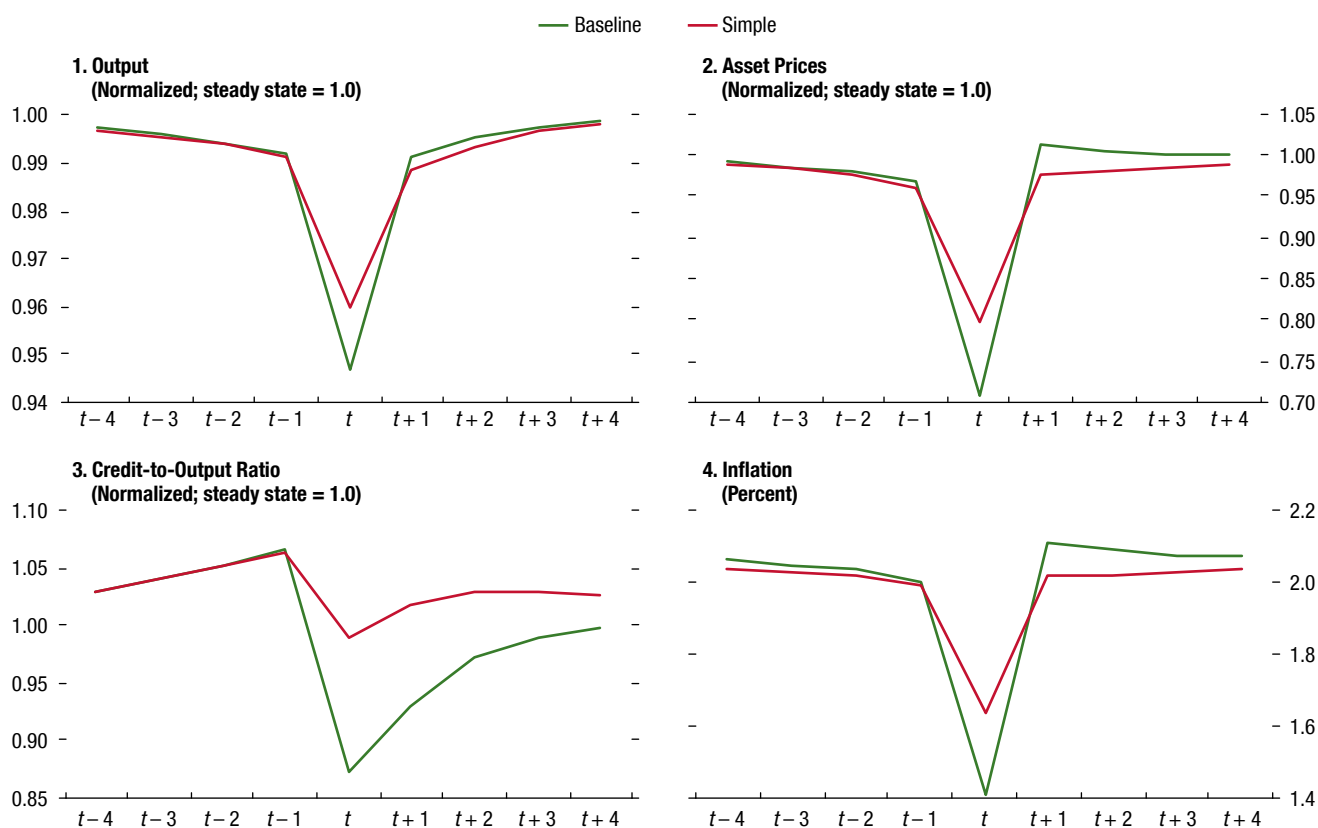 Baseline Simple
1. Output
(Normalized; steady state = 1.0)
1.00
0.99
0.98
0.97
0.96
0.95
0.94
t – 4 t – 3 t – 2 t – 1 t t + 1 t + 2 t + 3 t + 4
2. Asset Prices
(Normalized; steady state = 1.0)
1.05
1.00
0.95
0.90
0.85
0.80
0.75
0.70
t – 4 t – 3 t – 2 t – 1 t t + 1 t + 2 t + 3 t + 4
3. Credit-to-Output Ratio
(Normalized; steady state = 1.0)
1.10
1.05
1.00
0.95
0.90
0.85
t – 4 t – 3 t – 2 t – 1 t t + 1 t + 2 t + 3 t + 4
4. Inflation
(Percent)
2.2
2.0
1.8
1.6
1.4
t – 4 t – 3 t – 2 t – 1 t t + 1 t + 2 t + 3 t + 4